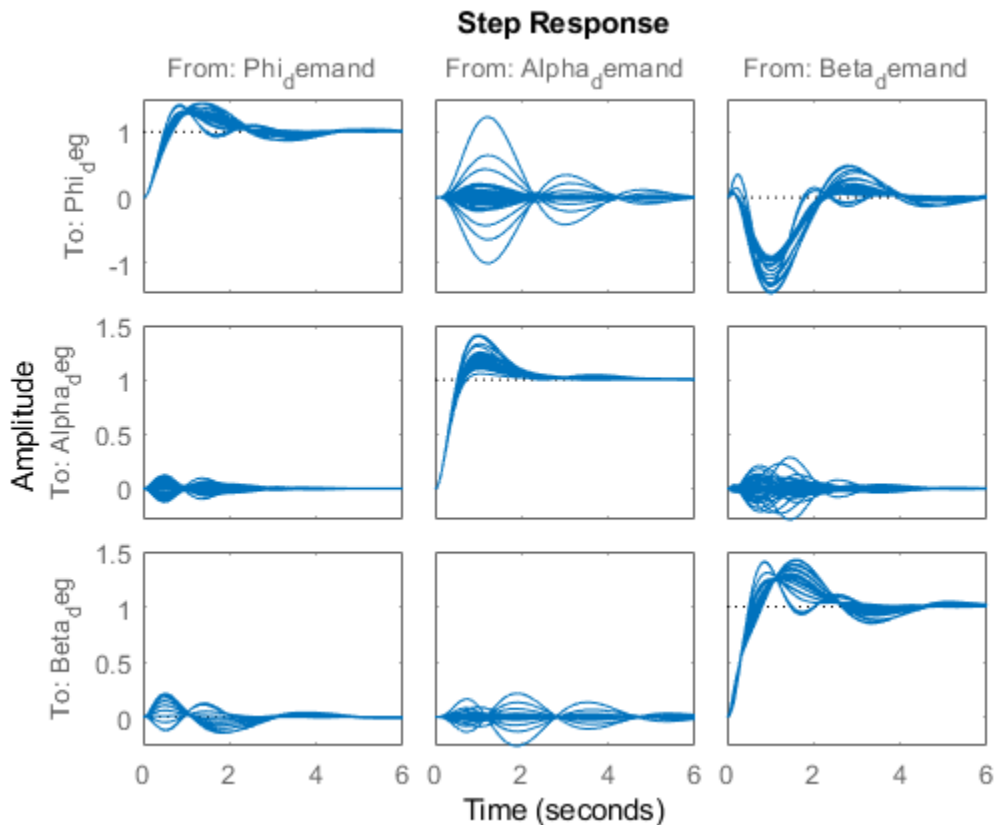 Step Response
From: Phi_demand From: Alpha_demand From: Beta_demand
To: Phi_deg
1
0
-1
Amplitude
To: Alpha_deg
1.5
1
0.5
0
To: Beta_deg
1.5
1
0.5
0
0 2 4 6 0 2 4 6 0 2 4 6
Time (seconds)